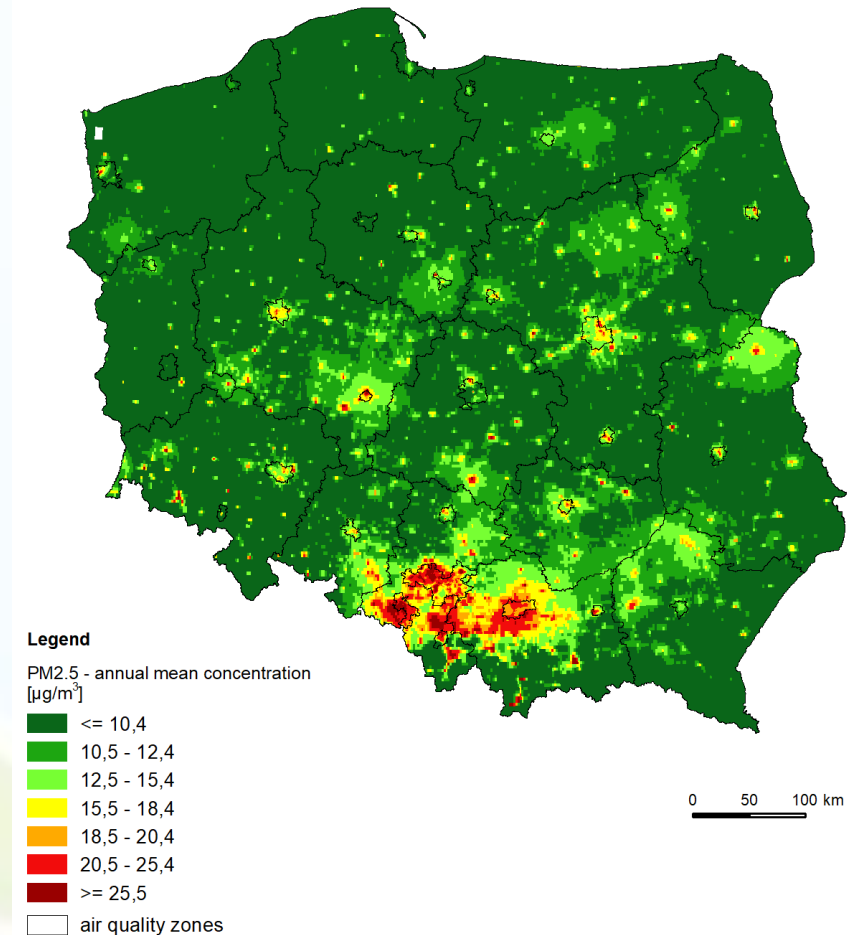 Legend
PM2.5 - annual mean concentration
[µg/m³]
<= 10,4
10,5 - 12,4
12,5 - 15,4
15,5 - 18,4
18,5 - 20,4
20,5 - 25,4
>= 25,5
air quality zones
0 50 100 km